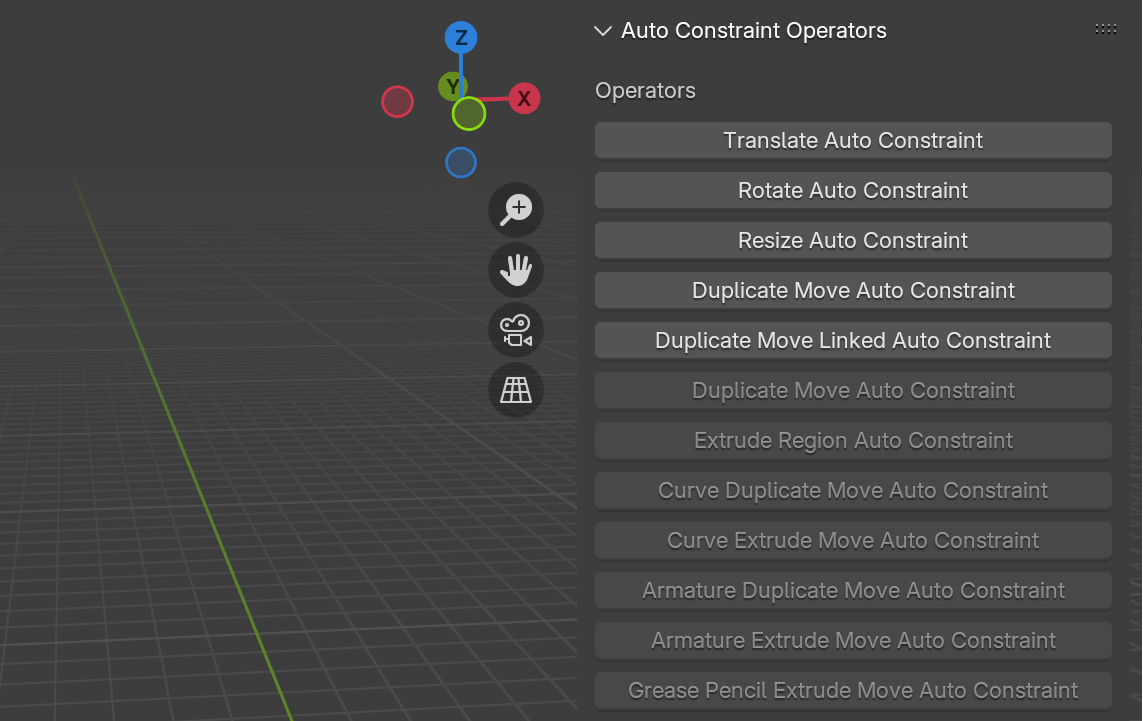 Z
Y
X
Auto Constraint Operators
Operators
Translate Auto Constraint
Rotate Auto Constraint
Resize Auto Constraint
Duplicate Move Auto Constraint
Duplicate Move Linked Auto Constraint
Duplicate Move Auto Constraint
Extrude Region Auto Constraint
Curve Duplicate Move Auto Constraint
Curve Extrude Move Auto Constraint
Armature Duplicate Move Auto Constraint
Armature Extrude Move Auto Constraint
Grease Pencil Extrude Move Auto Constraint